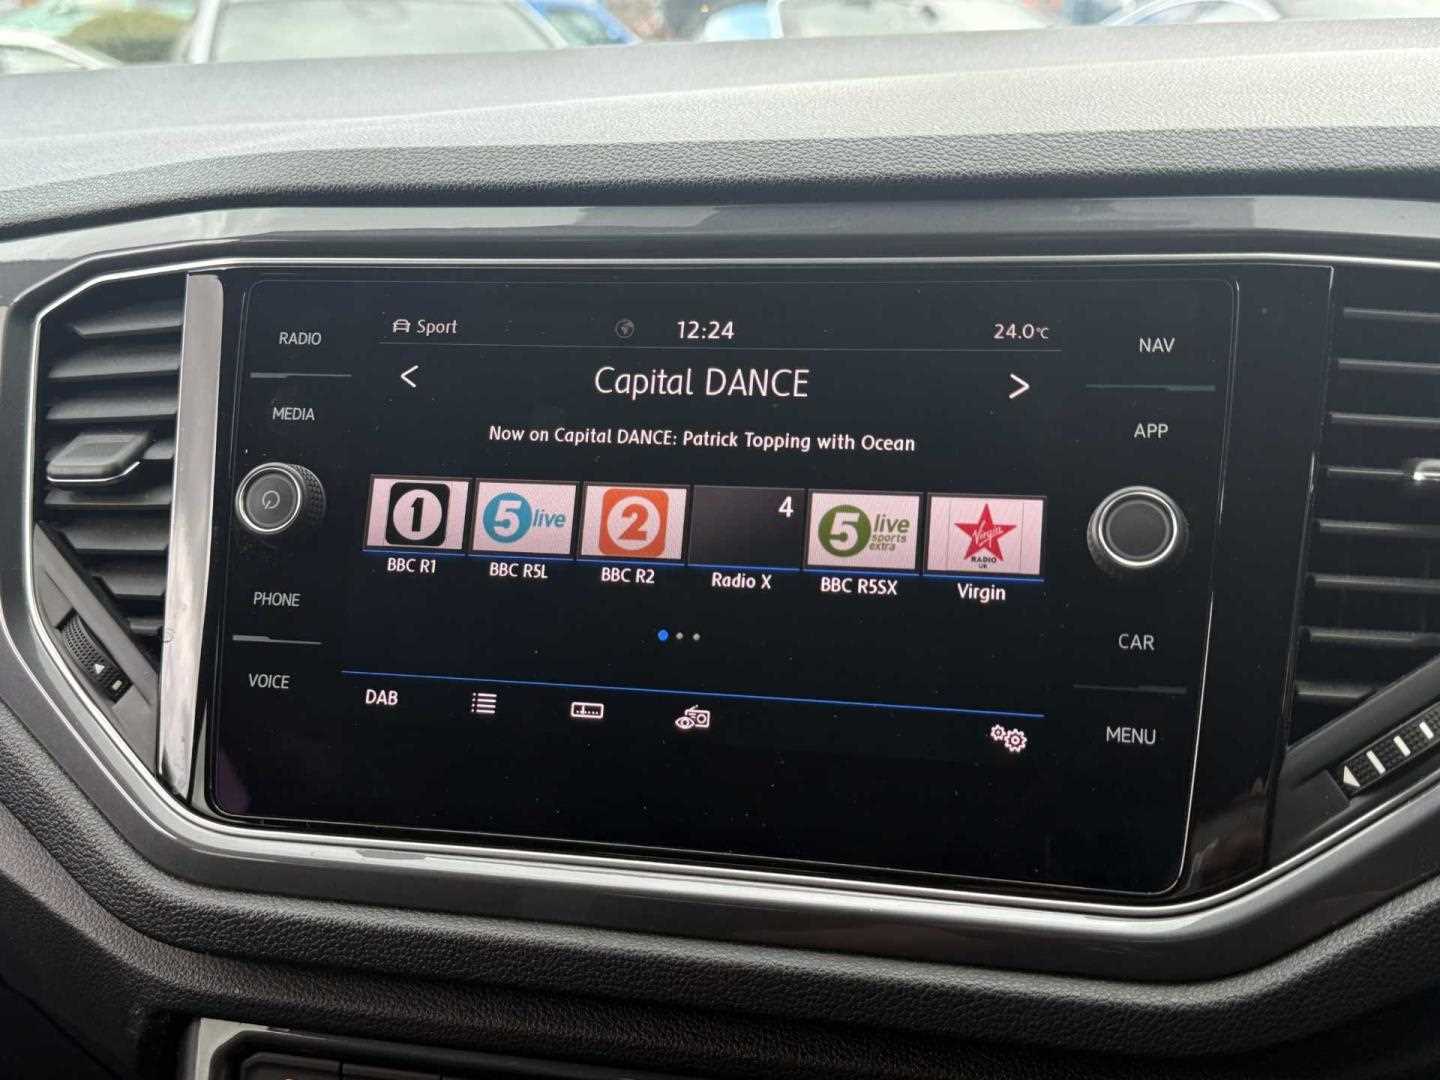 RADIO
MEDIA
PHONE
VOICE
Sport
12:24
24.0°C
<
Capital DANCE
>
Now on Capital DANCE: Patrick Topping with Ocean
1
5 live
2
4
5 live
sports
extra
Virgin
RADIO
UK
BBC R1
BBC R5L
BBC R2
Radio X
BBC R5SX
Virgin
DAB
NAV
APP
CAR
MENU